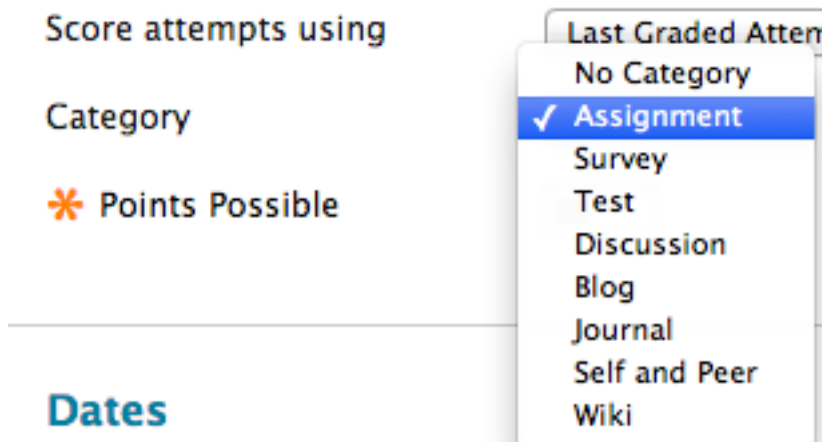 Score attempts using
Last Graded Attem
No Category
Category
✓ Assignment
Survey
* Points Possible
Test
Discussion
Blog
Journal
Self and Peer
Dates
Wiki